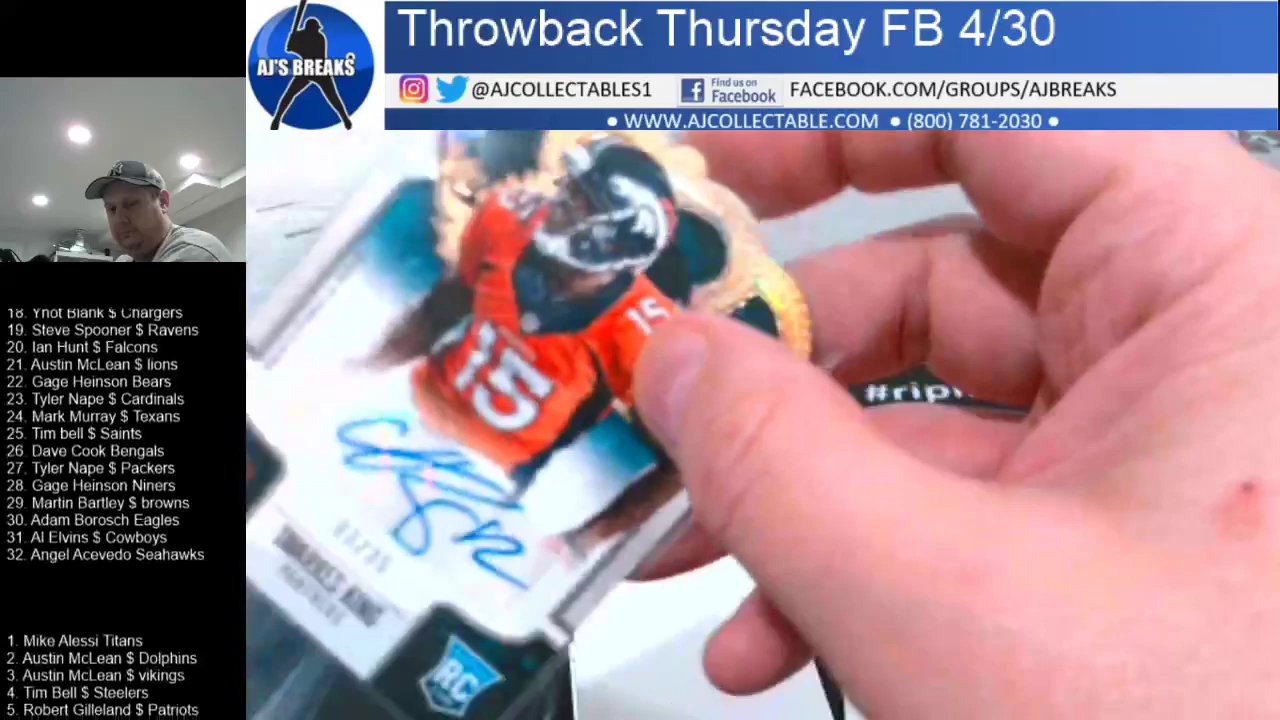 AJ'S BREAKS
Throwback Thursday FB 4/30
@AJCOLLECTABLES1
Find us on
Facebook
FACEBOOK.COM/GROUPS/AJBREAKS
● WWW.AJCOLLECTABLE.COM ● (800) 781-2030 ●
18. Ynot Blank $ Chargers
19. Steve Spooner $ Ravens
20. Ian Hunt $ Falcons
21. Austin McLean $ lions
22. Gage Heinson Bears
23. Tyler Nape $ Cardinals
24. Mark Murray $ Texans
25. Tim bell $ Saints
26. Dave Cook Bengals
27. Tyler Nape $ Packers
28. Gage Heinson Niners
29. Martin Bartley $ browns
30. Adam Borosch Eagles
31. Al Elvins $ Cowboys
32. Angel Acevedo Seahawks
1. Mike Alessi Titans
2. Austin McLean $ Dolphins
3. Austin McLean $ vikings
4. Tim Bell $ Steelers
5. Robert Gilleland $ Patriots
15
15
KING
RC